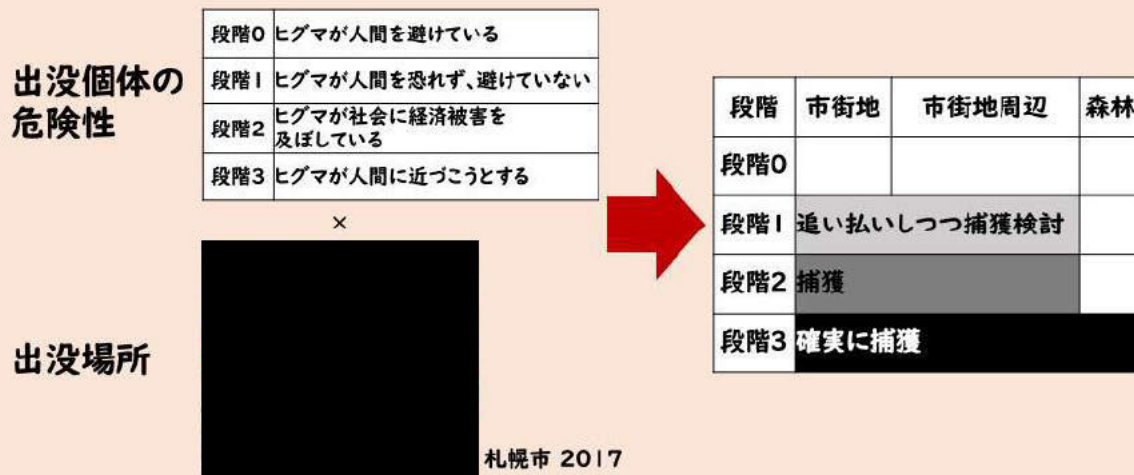 出没個体の
危険性
段階0 ヒグマが人間を避けている
段階1 ヒグマが人間を恐れず、避けていない
段階2 ヒグマが社会に経済被害を
及ぼしている
段階3 ヒグマが人間に近づこうとする
×
出没場所
札幌市 2017
段階 市街地 市街地周辺 森林
段階0
段階1 追い払いしつつ捕獲検討
段階2 捕獲
段階3 確実に捕獲